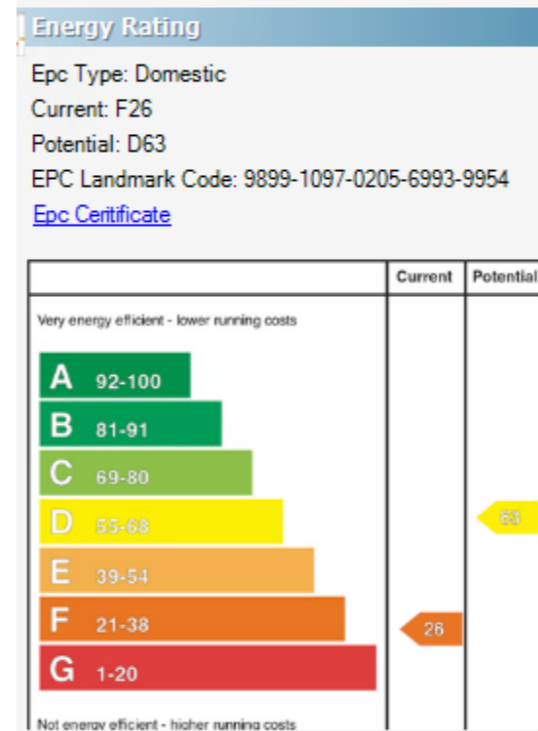 Energy Rating
Epc Type: Domestic
Current: F26
Potential: D63
EPC Landmark Code: 9899-1097-0205-6993-9954
Epc Ceritificate
Current Potential
Very energy efficient - lower running costs
A 92-100
B 81-91
C 69-80
D 55-68 63
E 39-54
F 21-38 26
G 1-20
Not energy efficient - higher running costs